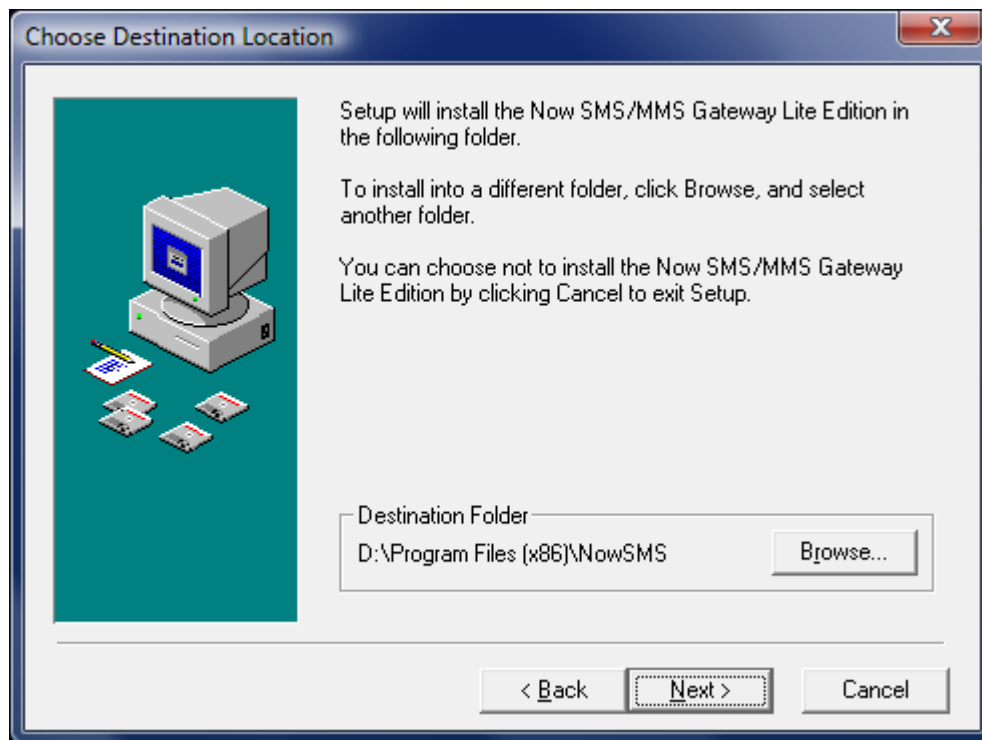 Choose Destination Location
Setup will install the Now SMS/MMS Gateway Lite Edition in
the following folder.
To install into a different folder, click Browse, and select
another folder.
You can choose not to install the Now SMS/MMS Gateway
Lite Edition by clicking Cancel to exit Setup.
Destination Folder
D:\Program Files (x86)\NowSMS
Browse...
< Back
Next >
Cancel